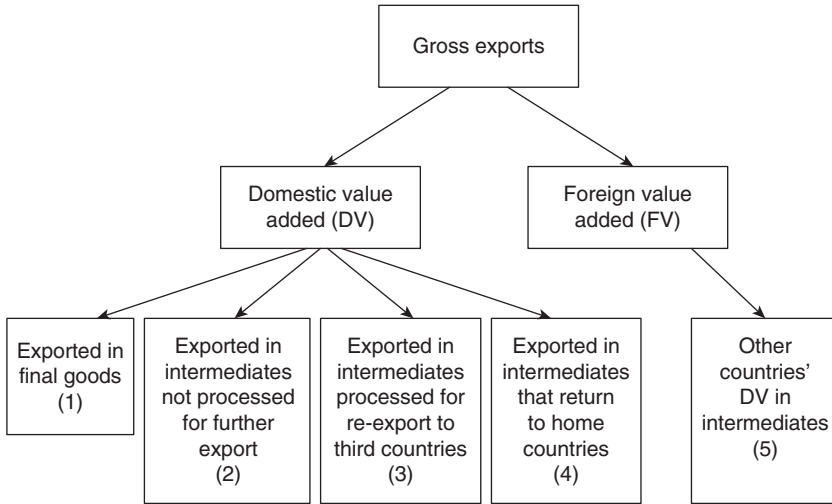 Gross exports
Domestic value
added (DV)
Foreign value
added (FV)
Exported in
final goods
(1)
Exported in
intermediates
not processed
for further
export
(2)
Exported in
intermediates
processed for
re-export to
third countries
(3)
Exported in
intermediates
that return
to home
countries
(4)
Other
countries'
DV in
intermediates
(5)